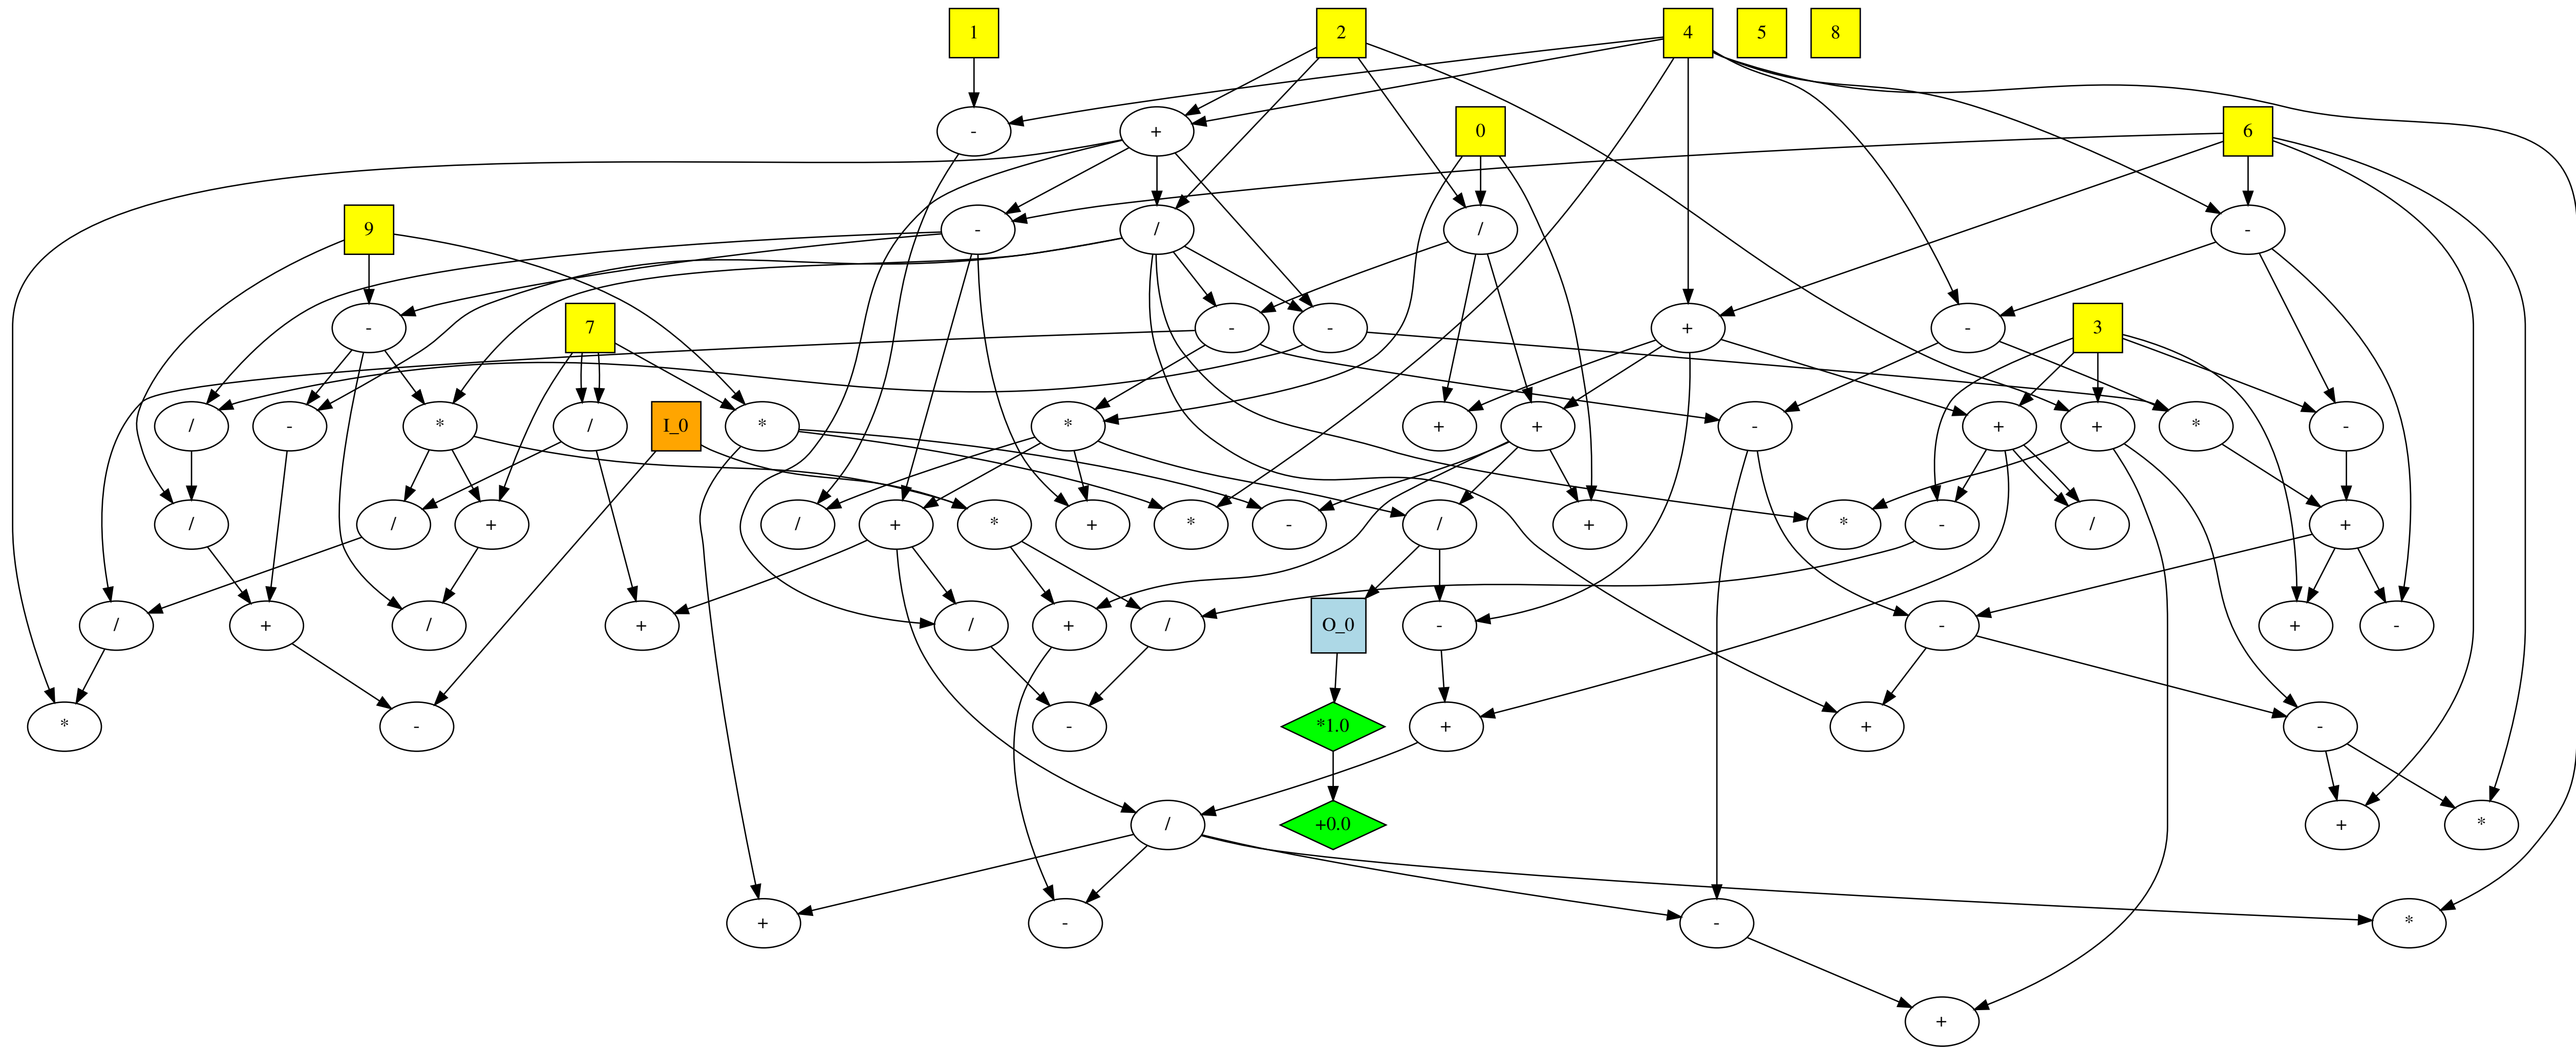 1 2 4 5 8
- + 0 6
9 - / / -
- 7 - - + - 3
/ - * / I_0 * * + + - + + * -
/ / + / + * + * - / + * - / +
/ + / + / + / O_0 - - + -
* - - *1.0 + + -
/ +0.0 + *
+ - - *
+